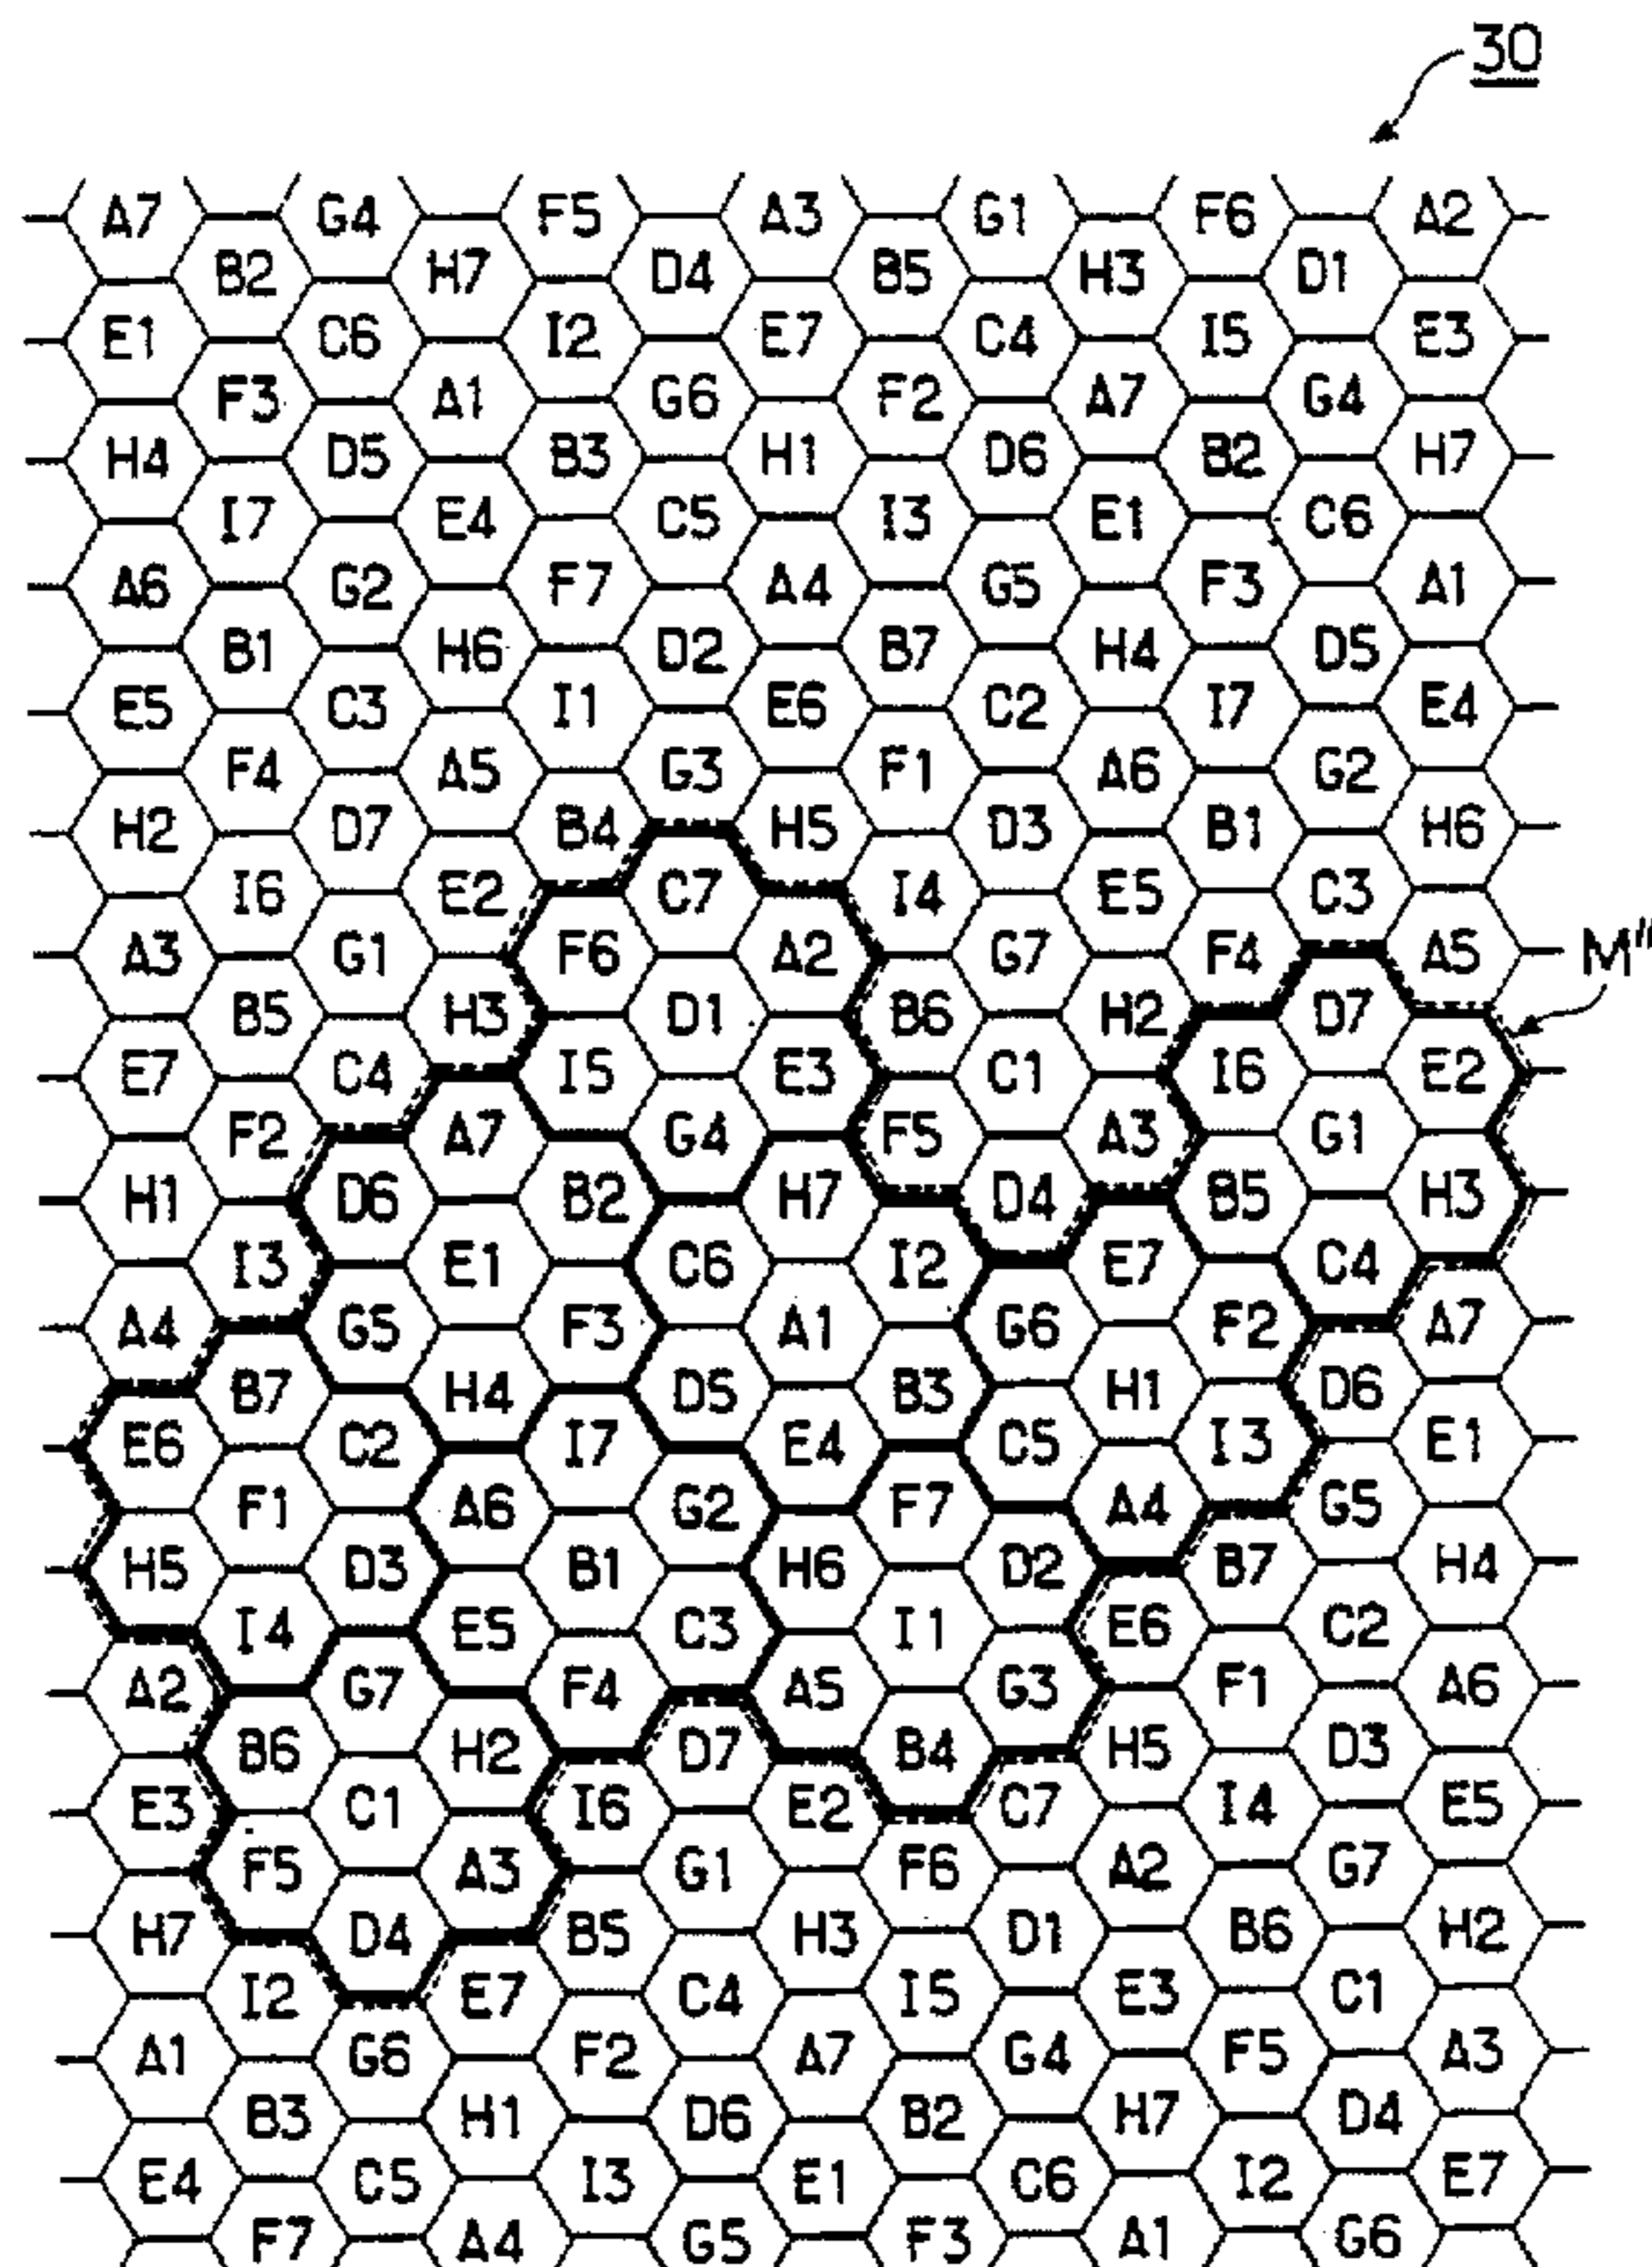 30
A7 G4 F5 A3 G1 F6 A2
B2 H7 D4 B5 H3 D1
E1 C6 I2 E7 C4 I5 E3
F3 A1 G6 F2 A7 G4
H4 D5 B3 H1 D6 B2 H7
I7 E4 C5 I3 E1 C6
A6 G2 F7 A4 G5 F3 A1
B1 H6 D2 B7 H4 D5
E5 C3 I1 E6 C2 I7 E4
F4 A5 G3 F1 A6 G2
H2 D7 B4 H5 D3 B1 H6
I6 E2 C7 I4 E5 C3
A3 G1 F6 A2 G7 F4 A5
M"
B5 H3 D1 B6 H2 D7
E7 C4 I5 E3 C1 I6 E2
F2 A7 G4 F5 A3 G1
H1 D6 B2 H7 D4 B5 H3
I3 E1 C6 I2 E7 C4
A4 G5 F3 A1 G6 F2 A7
B7 H4 D5 B3 H1 D6
E6 C2 I7 E4 C5 I3 E1
F1 A6 G2 F7 A4 G5
H5 D3 B1 H6 D2 B7 H4
I4 E5 C3 I1 E6 C2
A2 G7 F4 A5 G3 F1 A6
B6 H2 D7 B4 H5 D3
E3 C1 I6 E2 C7 I4 E5
F5 A3 G1 F6 A2 G7
H7 D4 B5 H3 D1 B6 H2
I2 E7 C4 I5 E3 C1
A1 G6 F2 A7 G4 F5 A3
B3 H1 D6 B2 H7 D4
E4 C5 I3 E1 C6 I2 E7
F7 A4 G5 F3 A1 G6